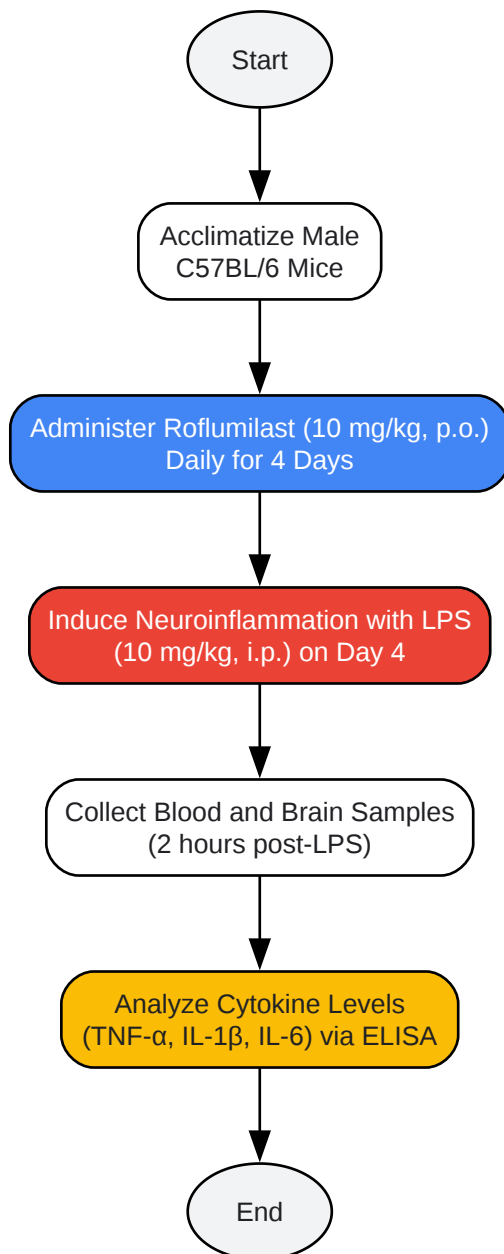 Start
Acclimatize Male
C57BL/6 Mice
Administer Roflumilast (10 mg/kg, p.o.)
Daily for 4 Days
Induce Neuroinflammation with LPS
(10 mg/kg, i.p.) on Day 4
Collect Blood and Brain Samples
(2 hours post-LPS)
Analyze Cytokine Levels
(TNF-α, IL-1β, IL-6) via ELISA
End